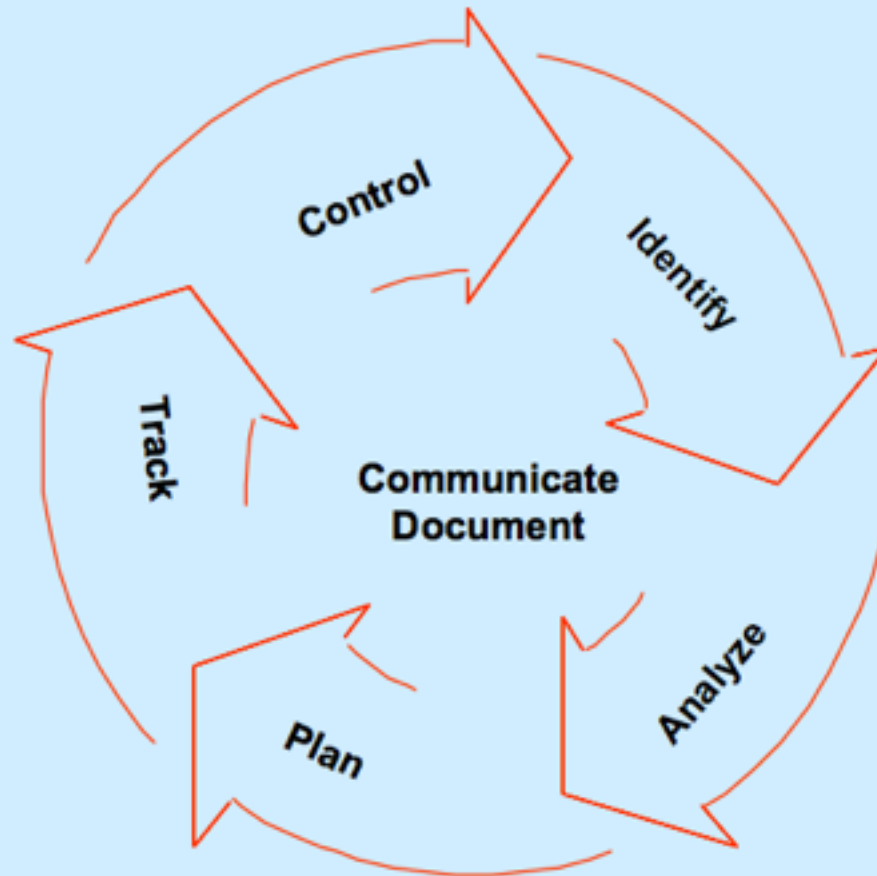 Control
Identify
Track
Communicate
Document
Analyze
Plan